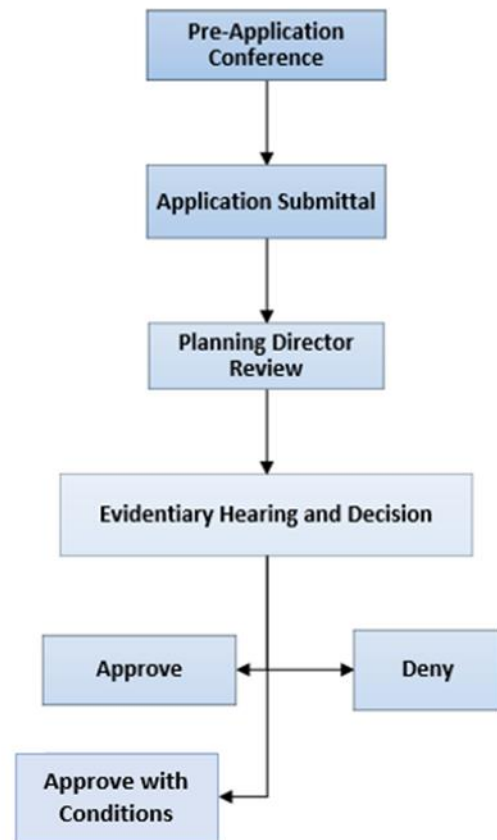 Pre-Application
Conference
Application Submittal
Planning Director
Review
Evidentiary Hearing and Decision
Approve
Deny
Approve with
Conditions